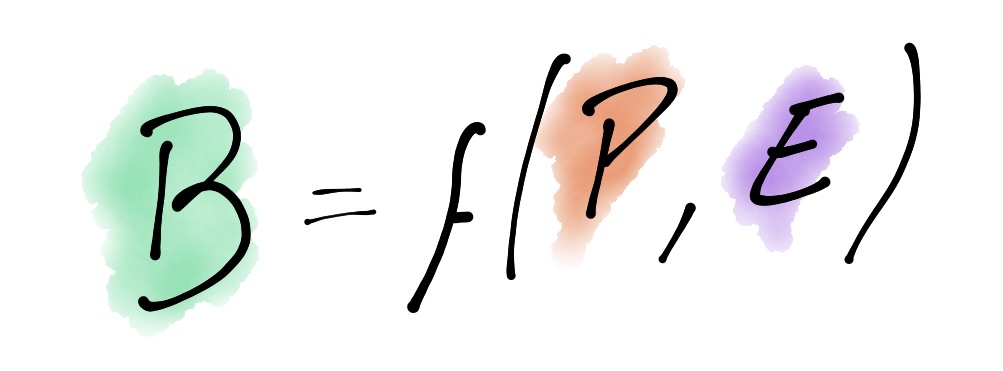 B = f(P, E)